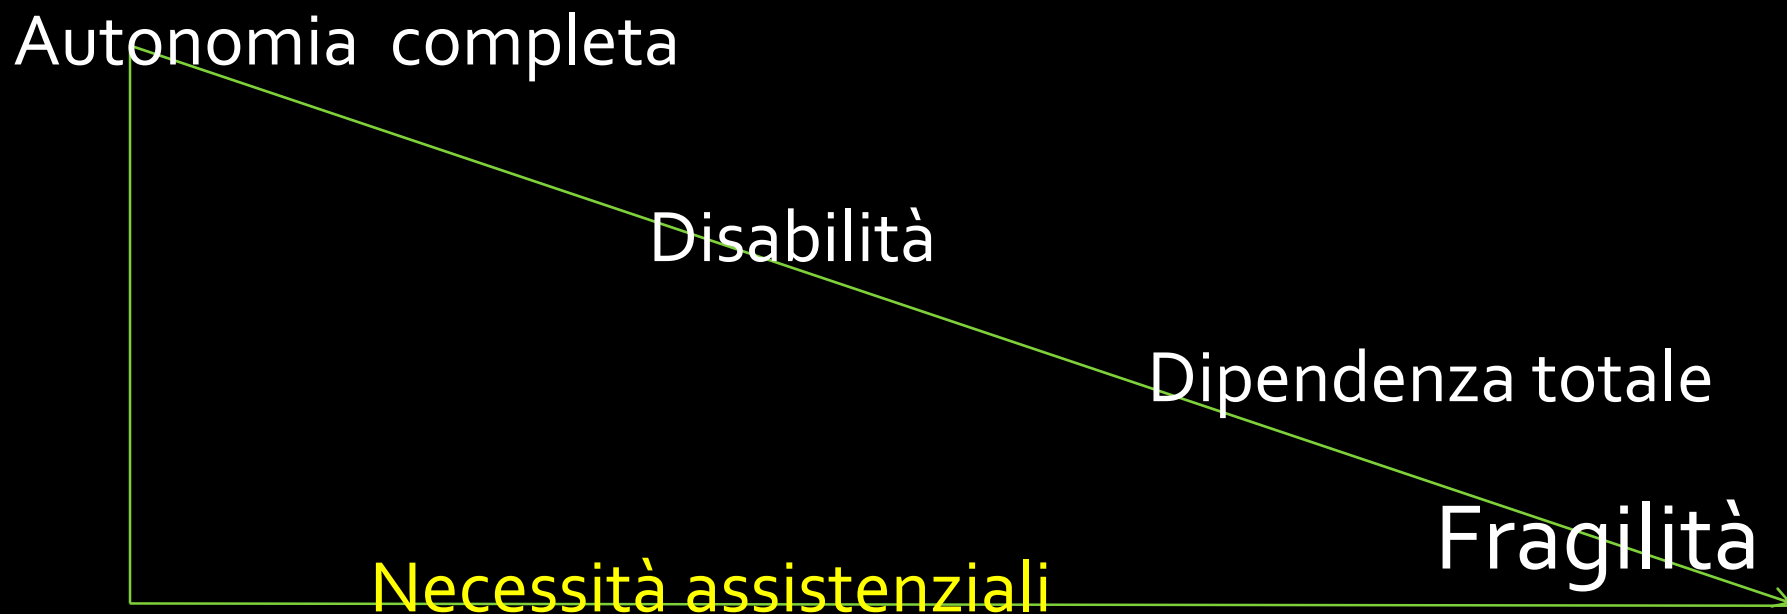 Autonomia completa
Disabilità
Dipendenza totale
Fragilità
Necessità assistenziali